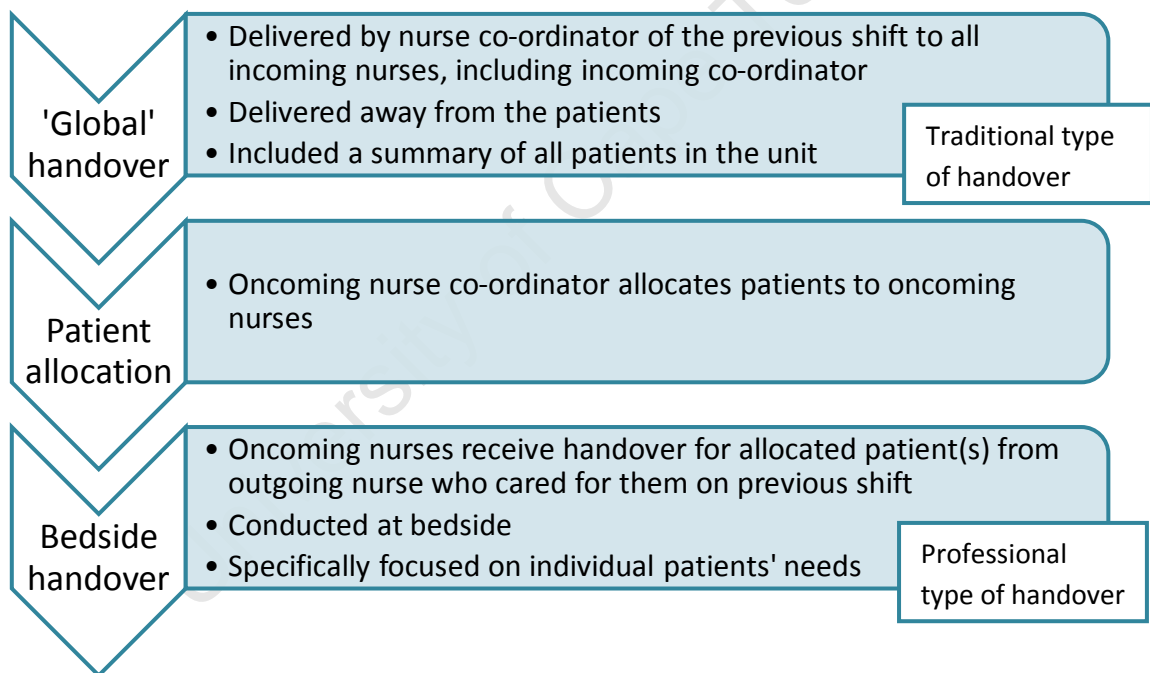 'Global'
handover
• Delivered by nurse co-ordinator of the previous shift to all
incoming nurses, including incoming co-ordinator
• Delivered away from the patients
• Included a summary of all patients in the unit
Traditional type
of handover
Patient
allocation
• Oncoming nurse co-ordinator allocates patients to oncoming
nurses
Bedside
handover
• Oncoming nurses receive handover for allocated patient(s) from
outgoing nurse who cared for them on previous shift
• Conducted at bedside
• Specifically focused on individual patients' needs
Professional
type of handover